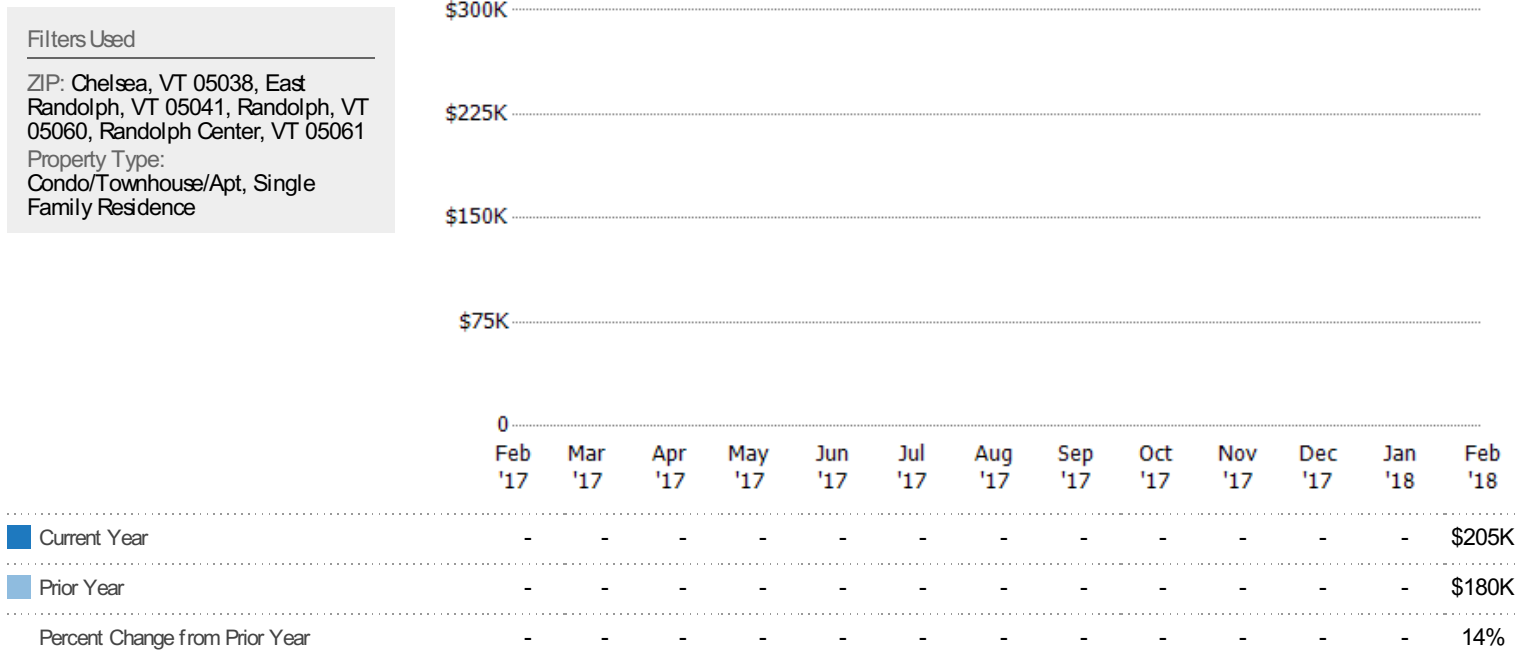 Filters Used
ZIP: Chelsea, VT 05038, East
Randolph, VT 05041, Randolph, VT
05060, Randolph Center, VT 05061
Property Type:
Condo/Townhouse/Apt, Single
Family Residence
$300K
$225K
$150K
$75K
0
Feb Mar Apr May Jun Jul Aug Sep Oct Nov Dec Jan Feb
'17 '17 '17 '17 '17 '17 '17 '17 '17 '17 '17 '18 '18
Current Year - - - - - - - - - - - - $205K
Prior Year - - - - - - - - - - - - $180K
Percent Change from Prior Year - - - - - - - - - - - - 14%